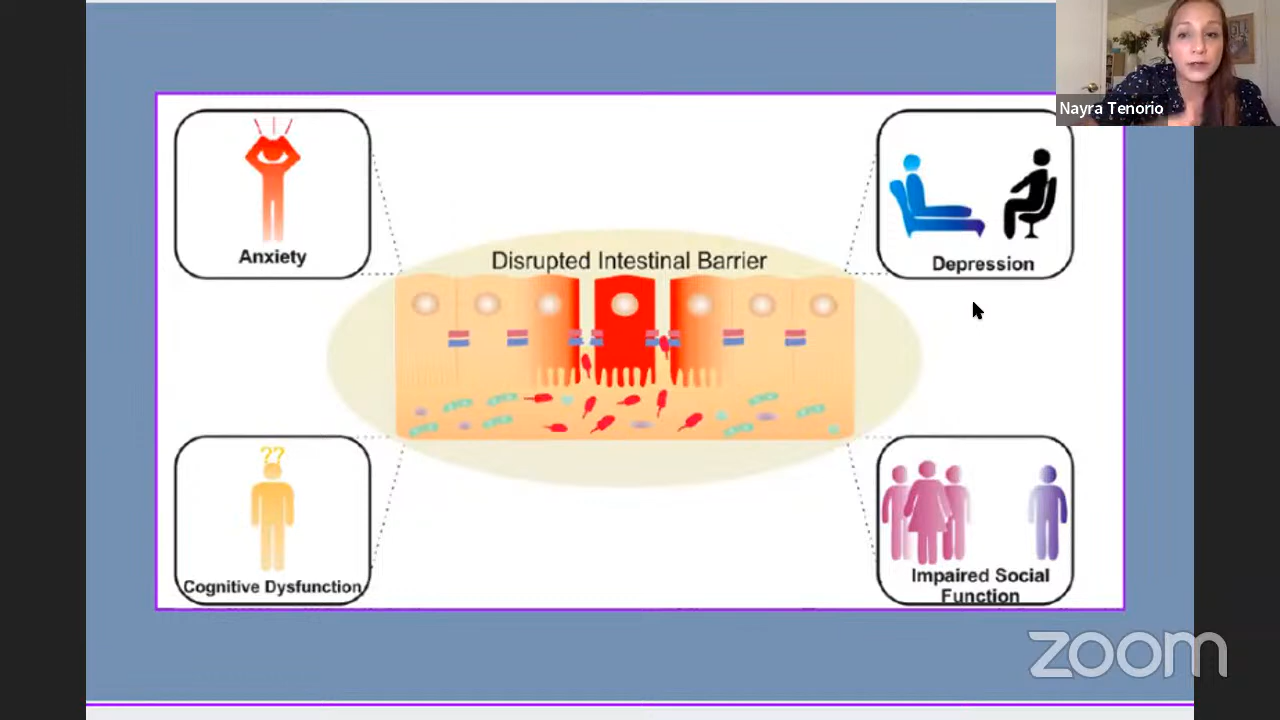 Nayra Tenorio
Anxiety
Depression
Disrupted Intestinal Barrier
??
Cognitive Dysfunction
Impaired Social
Function
zoom